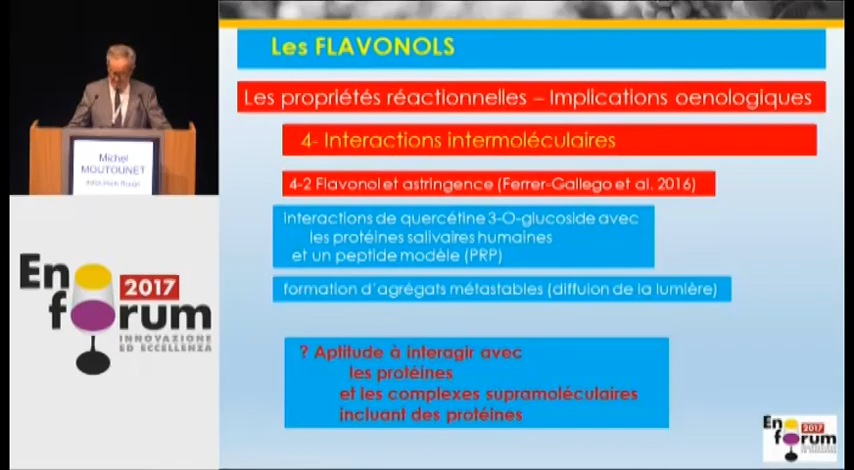 Michel
MOUTOUNET
En
2017
forum
INNOVAZIONE
ED ECCELLENZA
Les FLAVONOLS
Les propriétés réactionnelles – Implications oenologiques
4- Interactions intermoléculaires
4-2 Flavonol et astringence (Ferrer-Gallego et al. 2016)
interactions de quercétine 3-O-glucoside avec
les protéines salivaires humaines
et un peptide modèle (PRP)
formation d'agrégats métastables (diffuion de la lumière)
? Aptitude à interagir avec
les protéines
et les complexes supramoléculaires
incluant des protéines
En
2017
forum